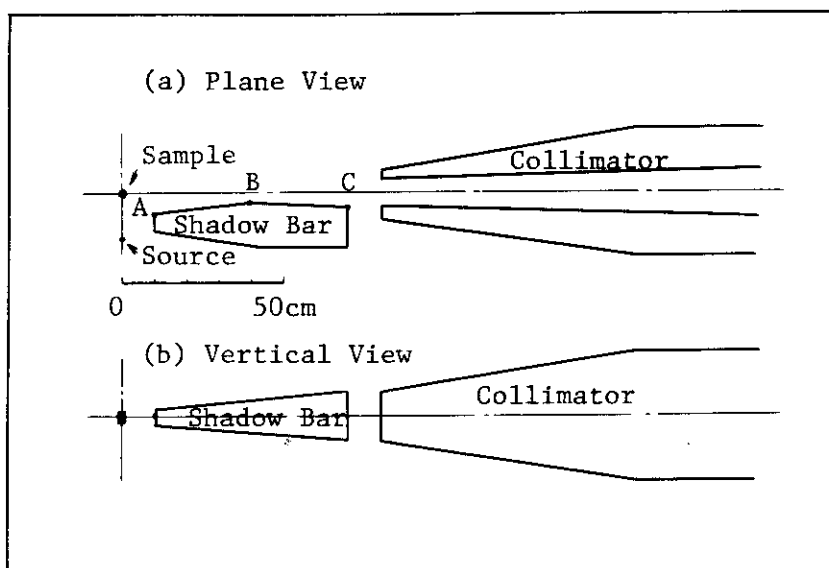 (a) Plane View
Sample
Collimator
B
C
A
Shadow Bar
Source
0
50cm
(b) Vertical View
Collimator
Shadow Bar